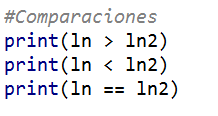 #Comparaciones
print(ln > ln2)
print(ln < ln2)
print(ln == ln2)